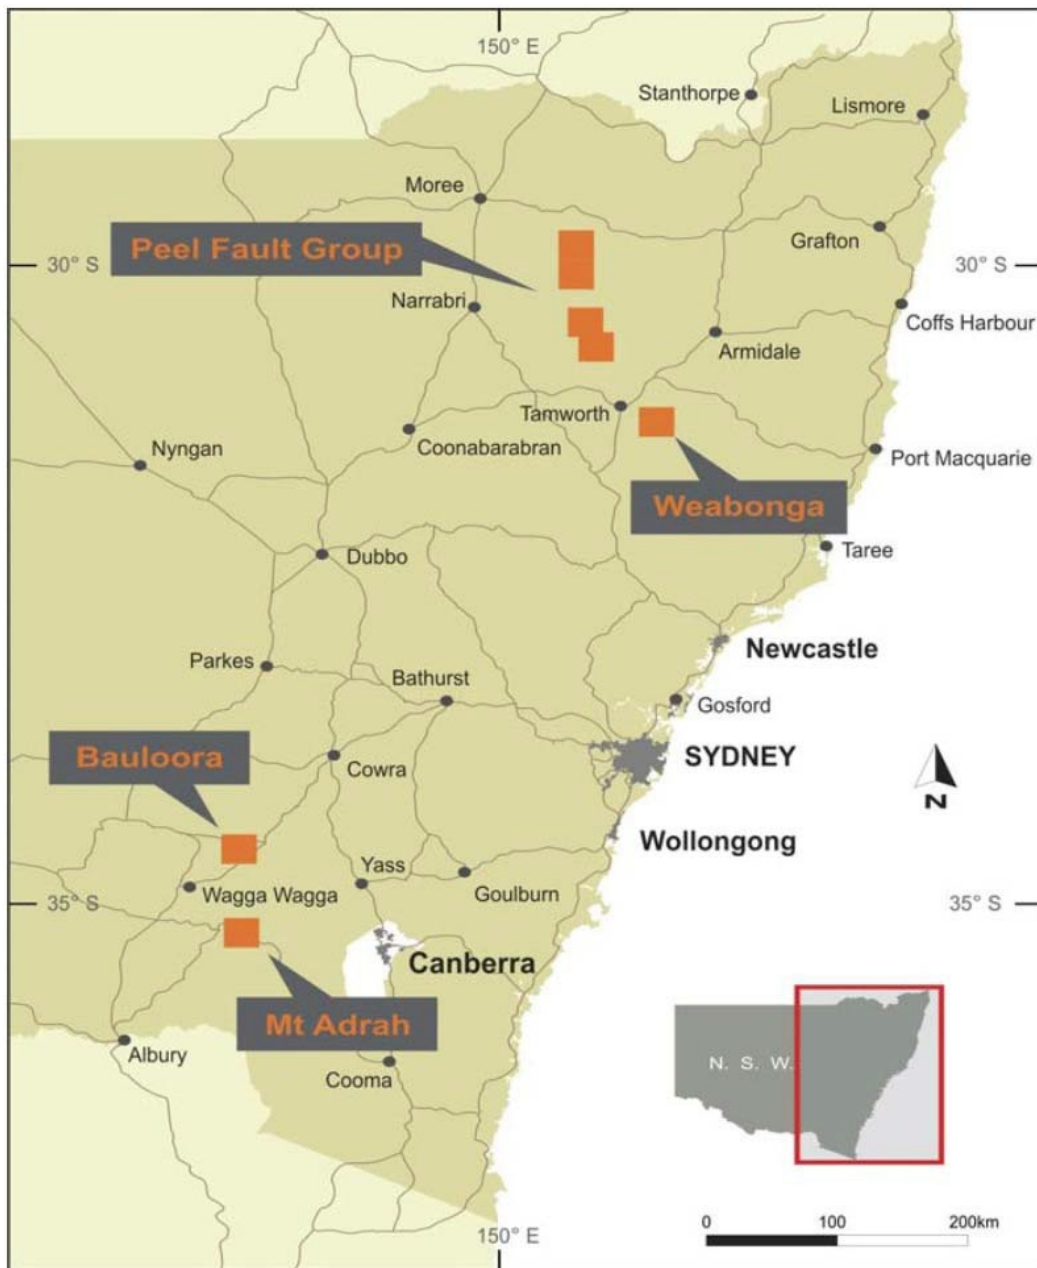 150° E
Stanthorpe
Lismore
Moree
Peel Fault Group
Grafton
30° S
30° S
Narrabri
Coffs Harbour
Armidale
Tamworth
Coonabarabran
Nyngan
Port Macquarie
Weabonga
Taree
Dubbo
Newcastle
Parkes
Bathurst
Gosford
Bauloora
Cowra
SYDNEY
N
Wollongong
Yass
Wagga Wagga
Goulburn
35° S
35° S
Canberra
Mt Adrah
Albury
Cooma
N. S. W.
0 100 200km
150° E